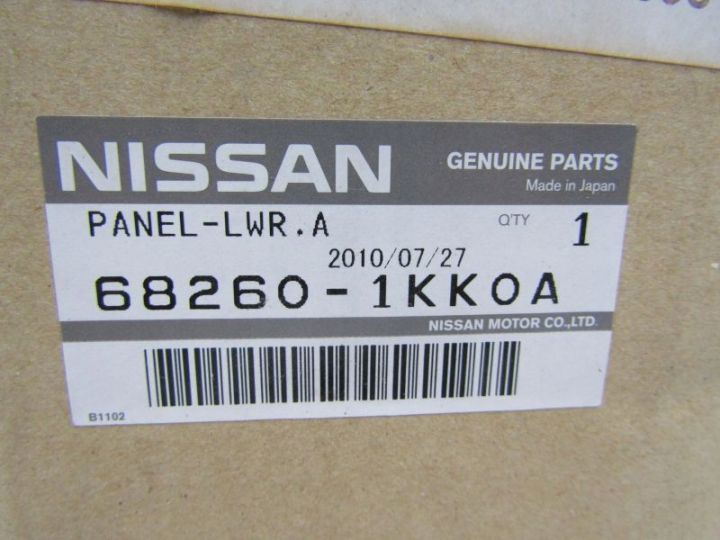 NISSAN
GENUINE PARTS
Made in Japan
PANEL-LWR.A
Q'TY 1
2010/07/27
68260-1KK0A
NISSAN MOTOR CO.,LTD.
B1102